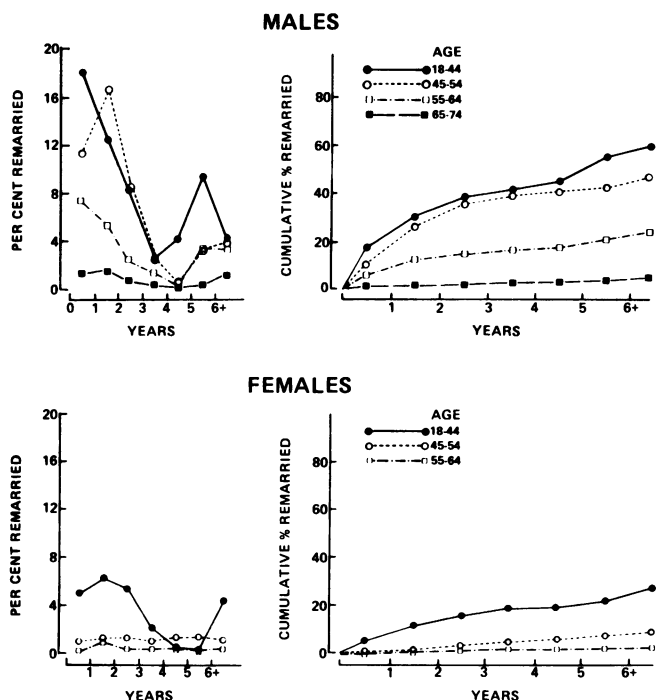 MALES
20
16
12
8
4
0
PER CENT REMARRIED
0 1 2 3 4 5 6+
YEARS
AGE
18-44
45-54
55-64
65-74
80
60
40
20
0
CUMULATIVE % REMARRIED
1 2 3 4 5 6+
YEARS
FEMALES
20
16
12
8
4
0
PER CENT REMARRIED
1 2 3 4 5 6+
YEARS
AGE
18-44
45-54
55-64
80
60
40
20
0
CUMULATIVE % REMARRIED
1 2 3 4 5 6+
YEARS